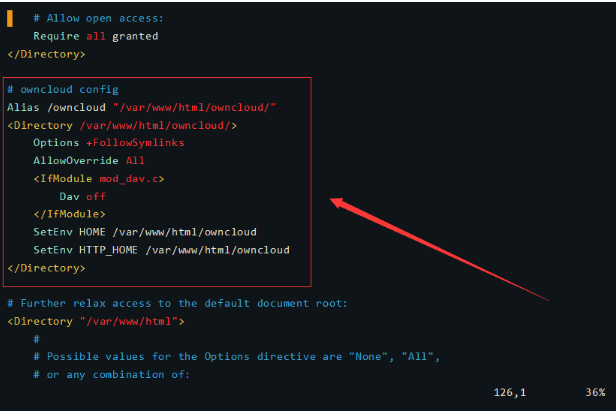 # Allow open access:
Require all granted
</Directory>
# owncloud config
Alias /owncloud "/var/www/html/owncloud/"
<Directory /var/www/html/owncloud/>
Options +FollowSymlinks
AllowOverride All
<IfModule mod_dav.c>
Dav off
</IfModule>
SetEnv HOME /var/www/html/owncloud
SetEnv HTTP_HOME /var/www/html/owncloud
</Directory>
# Further relax access to the default document root:
<Directory "/var/www/html">
#
# Possible values for the Options directive are "None", "All",
# or any combination of:
126,1 36%